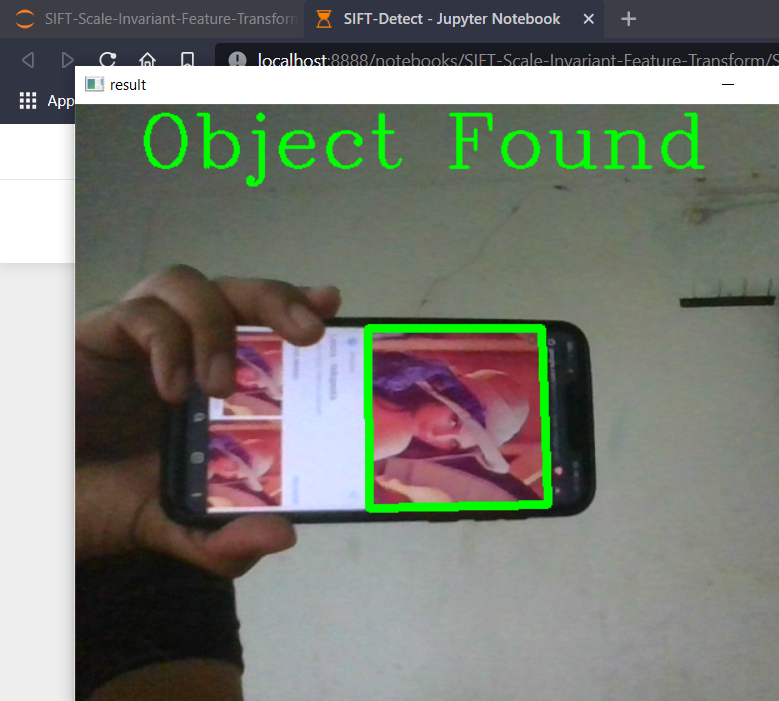 SIFT-Scale-Invariant-Feature-Transform
SIFT-Detect - Jupyter Notebook
localhost:8888/notebooks/SIFT-Scale-Invariant-Feature-Transform/S
App
result
Object Found